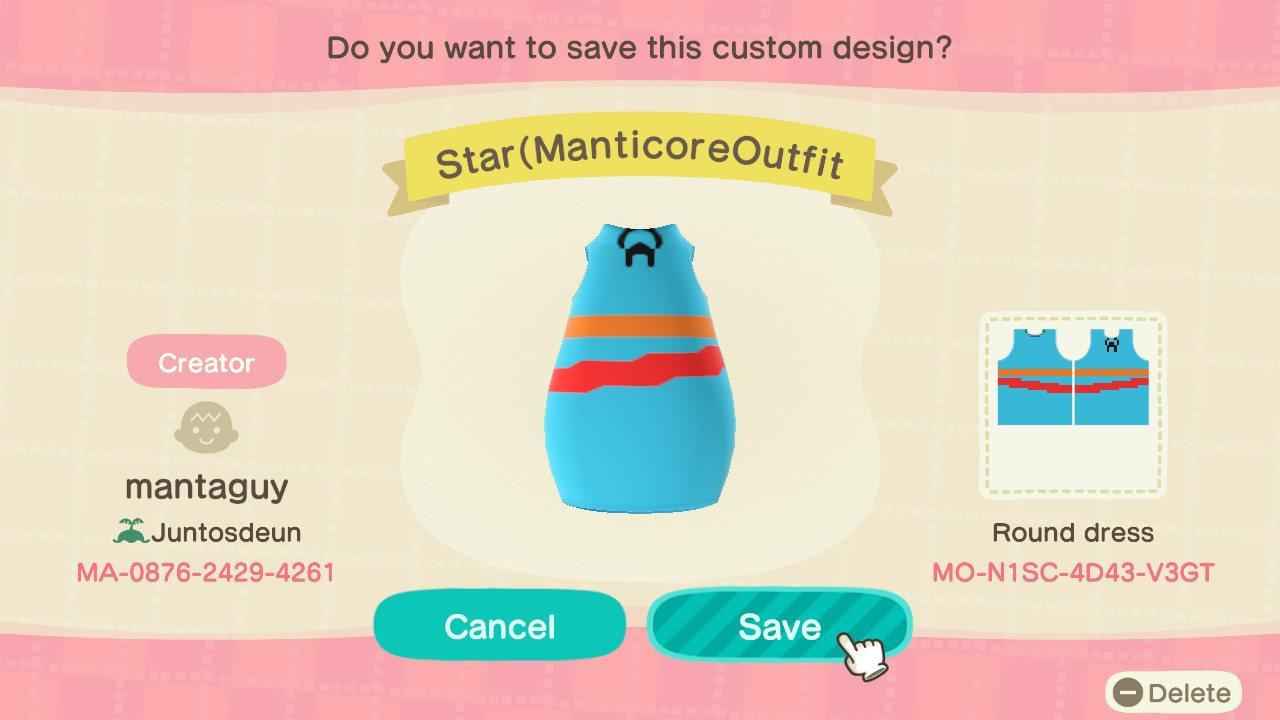 Do you want to save this custom design?
Star(ManticoreOutfit
Creator
mantaguy
Juntosdeun
MA-0876-2429-4261
Round dress
MO-N1SC-4D43-V3GT
Cancel
Save
Delete